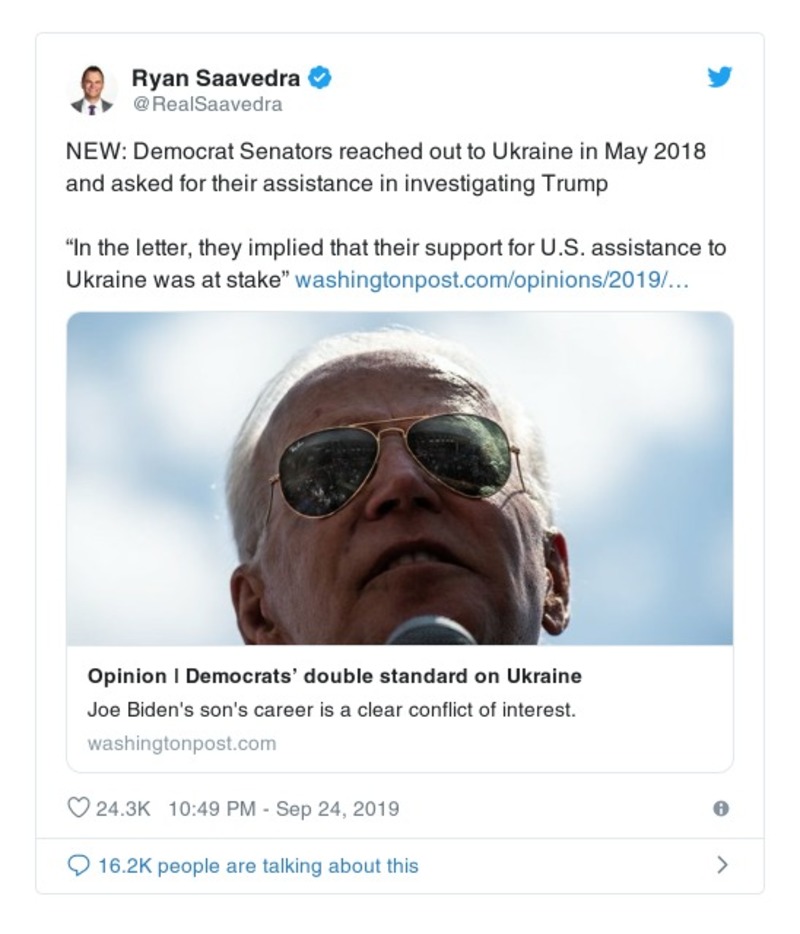 Ryan Saavedra
@RealSaavedra
NEW: Democrat Senators reached out to Ukraine in May 2018
and asked for their assistance in investigating Trump
“In the letter, they implied that their support for U.S. assistance to
Ukraine was at stake” washingtonpost.com/opinions/2019/…
Opinion | Democrats’ double standard on Ukraine
Joe Biden's son's career is a clear conflict of interest.
washingtonpost.com
24.3K 10:49 PM - Sep 24, 2019
16.2K people are talking about this